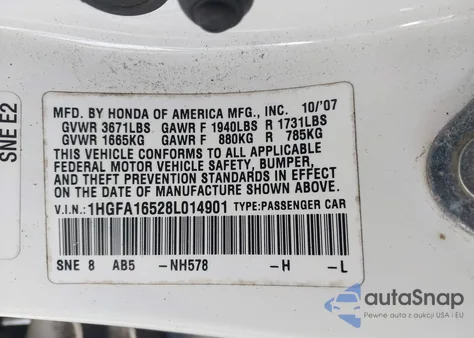 SNE E2
MFD. BY HONDA OF AMERICA MFG., INC. 10/'07
GVWR 3671LBS GAWR F 1940LBS R 1731LBS
GVWR 1665KG GAWR F 880KG R 785KG
THIS VEHICLE CONFORMS TO ALL APPLICABLE
FEDERAL MOTOR VEHICLE SAFETY, BUMPER,
AND THEFT PREVENTION STANDARDS IN EFFECT
ON THE DATE OF MANUFACTURE SHOWN ABOVE.
V.I.N.: 1HGFA16528L014901 TYPE:PASSENGER CAR
SNE 8 AB5 -NH578 -H -L
autoSnap
Pewne auta z aukcji USA i EU